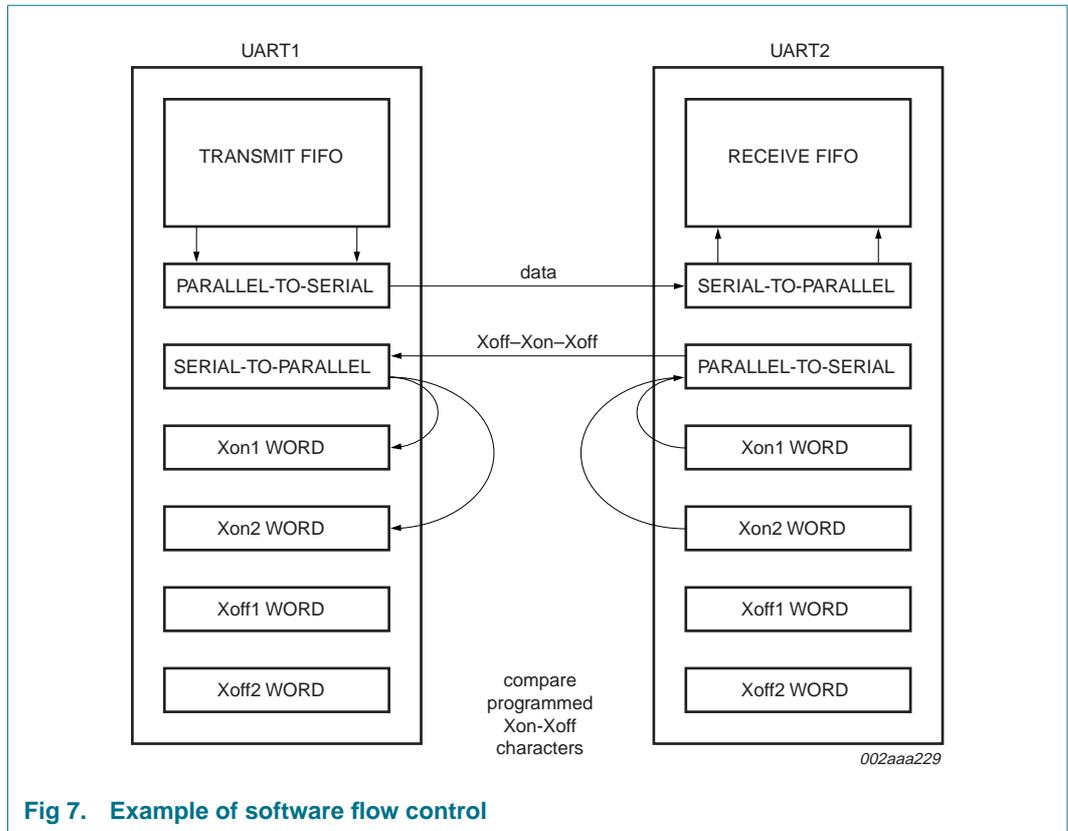 UART1
UART2
TRANSMIT FIFO
RECEIVE FIFO
PARALLEL-TO-SERIAL
data
SERIAL-TO-PARALLEL
SERIAL-TO-PARALLEL
Xoff–Xon–Xoff
PARALLEL-TO-SERIAL
Xon1 WORD
Xon1 WORD
Xon2 WORD
Xon2 WORD
Xoff1 WORD
Xoff1 WORD
Xoff2 WORD
compare
programmed
Xon-Xoff
characters
Xoff2 WORD
002aaa229
Fig 7. Example of software flow control